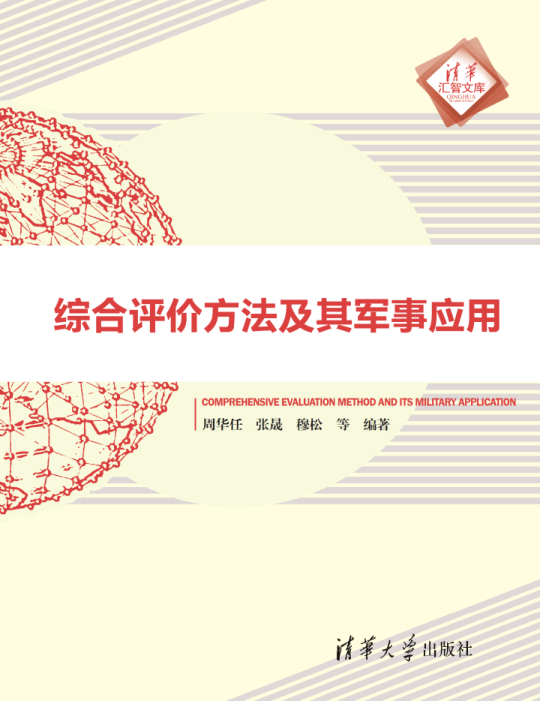 清华
汇智文库
QINGHUA
综合评价方法及其军事应用
COMPREHENSIVE EVALUATION METHOD AND ITS MILITARY APPLICATION
周华任 张晟 穆松 等 编著
清华大学出版社